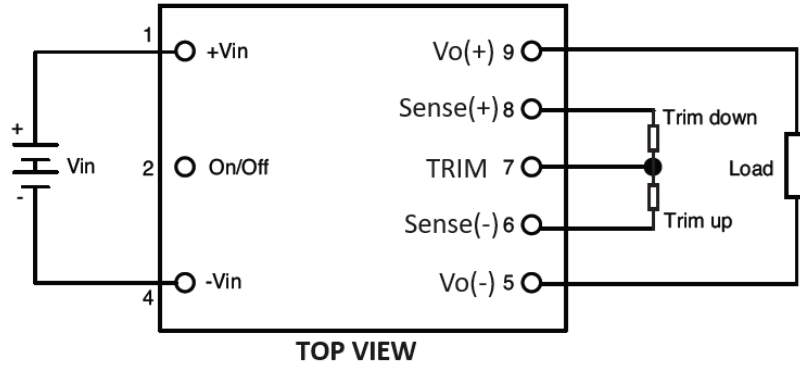 1 +Vin Vo(+) 9
Sense(+) 8 Trim down
+ Vin 2 On/Off TRIM 7 Load
- Sense(-) 6 Trim up
4 -Vin Vo(-) 5
TOP VIEW